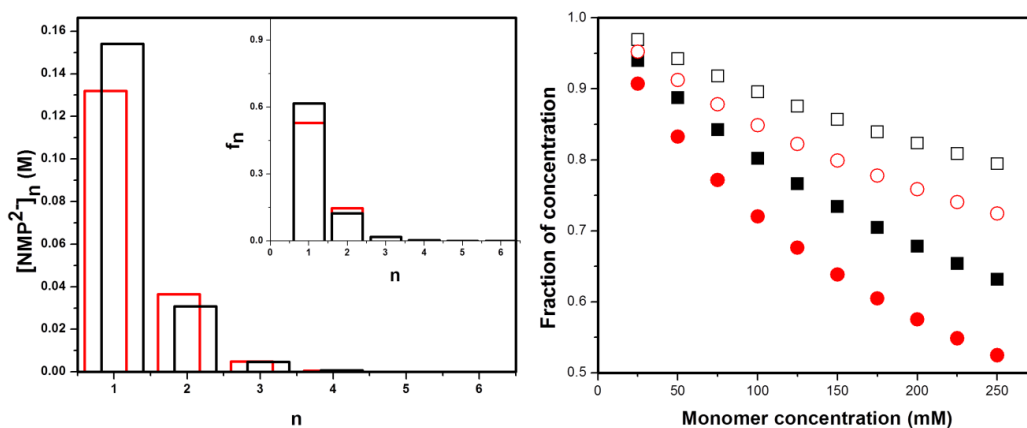 [NMP²]ₙ (M)
0.16
0.14
0.12
0.10
0.08
0.06
0.04
0.02
0.00
1 2 3 4 5 6
n
fₙ
0.9
0.6
0.3
0.0
0 1 2 3 4 5 6
n
Fraction of concentration
1.0
0.9
0.8
0.7
0.6
0.5
0 50 100 150 200 250
Monomer concentration (mM)